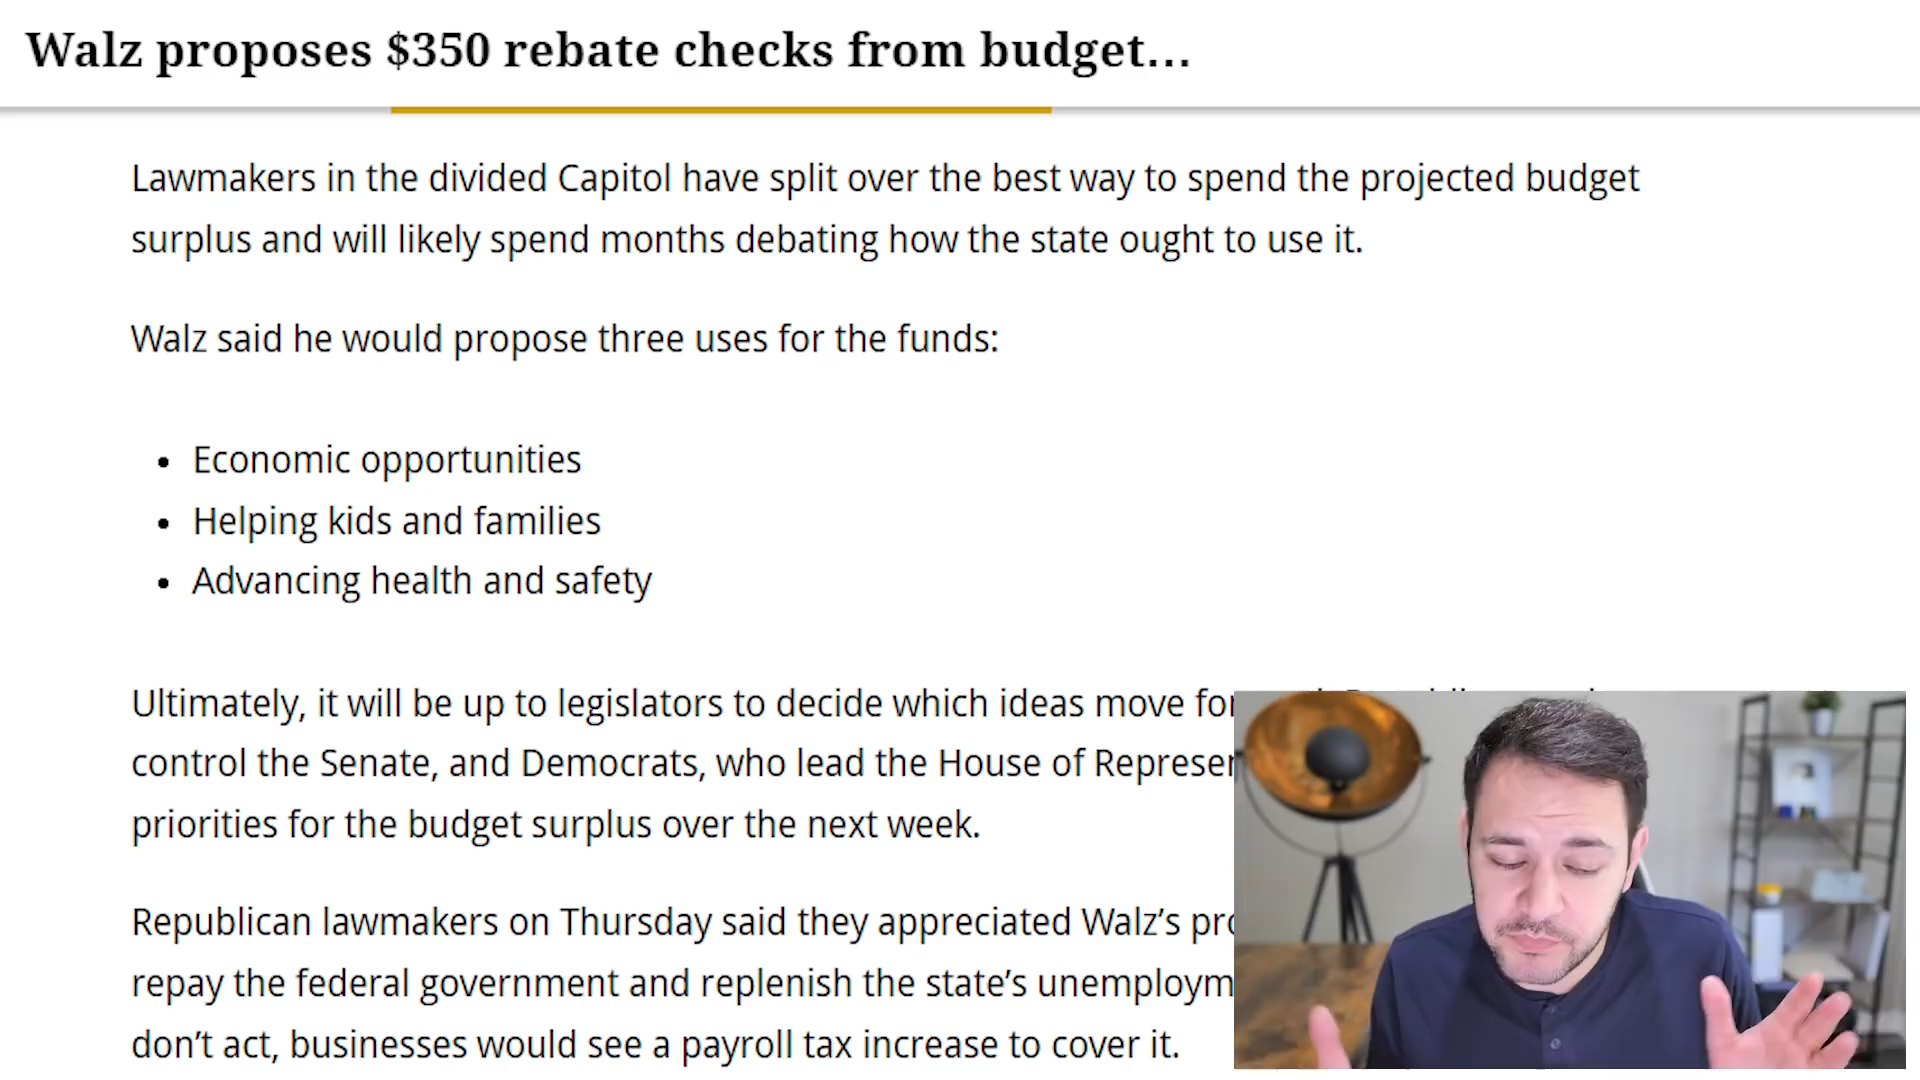 Walz proposes $350 rebate checks from budget...
Lawmakers in the divided Capitol have split over the best way to spend the projected budget
surplus and will likely spend months debating how the state ought to use it.
Walz said he would propose three uses for the funds:
• Economic opportunities
• Helping kids and families
• Advancing health and safety
Ultimately, it will be up to legislators to decide which ideas move
control the Senate, and Democrats, who lead the House of
priorities for the budget surplus over the next week.
Republican lawmakers on Thursday said they appreciated Walz’s
repay the federal government and replenish the state’s
don’t act, businesses would see a payroll tax increase to cover it.